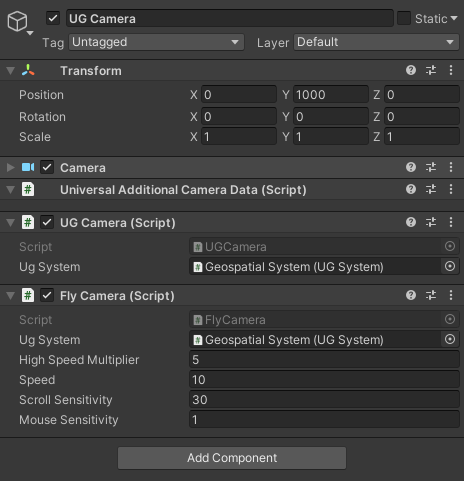 UG Camera Static
Tag Untagged Layer Default
Transform
Position X 0 Y 1000 Z 0
Rotation X 0 Y 0 Z 0
Scale X 1 Y 1 Z 1
Camera
# Universal Additional Camera Data (Script)
# UG Camera (Script)
Script # UGCamera
Ug System # Geospatial System (UG System)
# Fly Camera (Script)
Script # FlyCamera
Ug System # Geospatial System (UG System)
High Speed Multiplier 5
Speed 10
Scroll Sensitivity 30
Mouse Sensitivity 1
Add Component